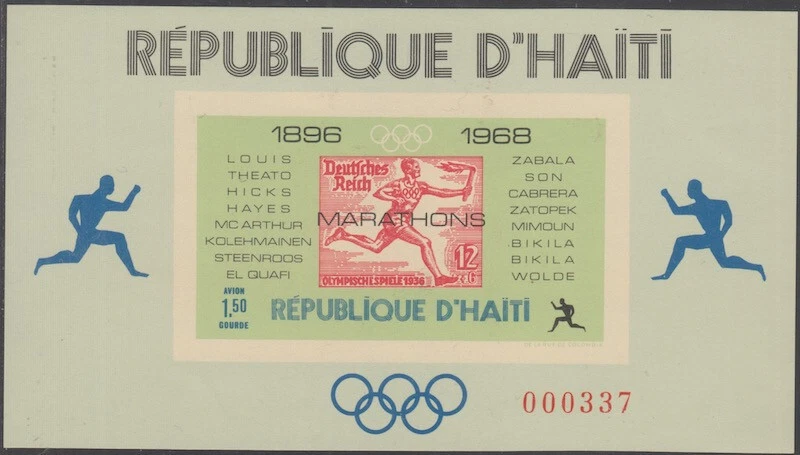 RÉPUBLIQUE D'HAÏTI
1896 1968
LOUIS
THEATO
HICKS
HAYES
MC ARTHUR
KOLEHMAINEN
STEENROOS
EL QUAFI
Deutsches
Reich
MARATHONS
12
OLYMPISCHE SPIELE 1936
ZABALA
SON
CABRERA
ZATOPEK
MIMOUN
BIKILA
BIKILA
WOLDE
AVION
1,50
GOURDE
RÉPUBLIQUE D'HAÏTI
000337